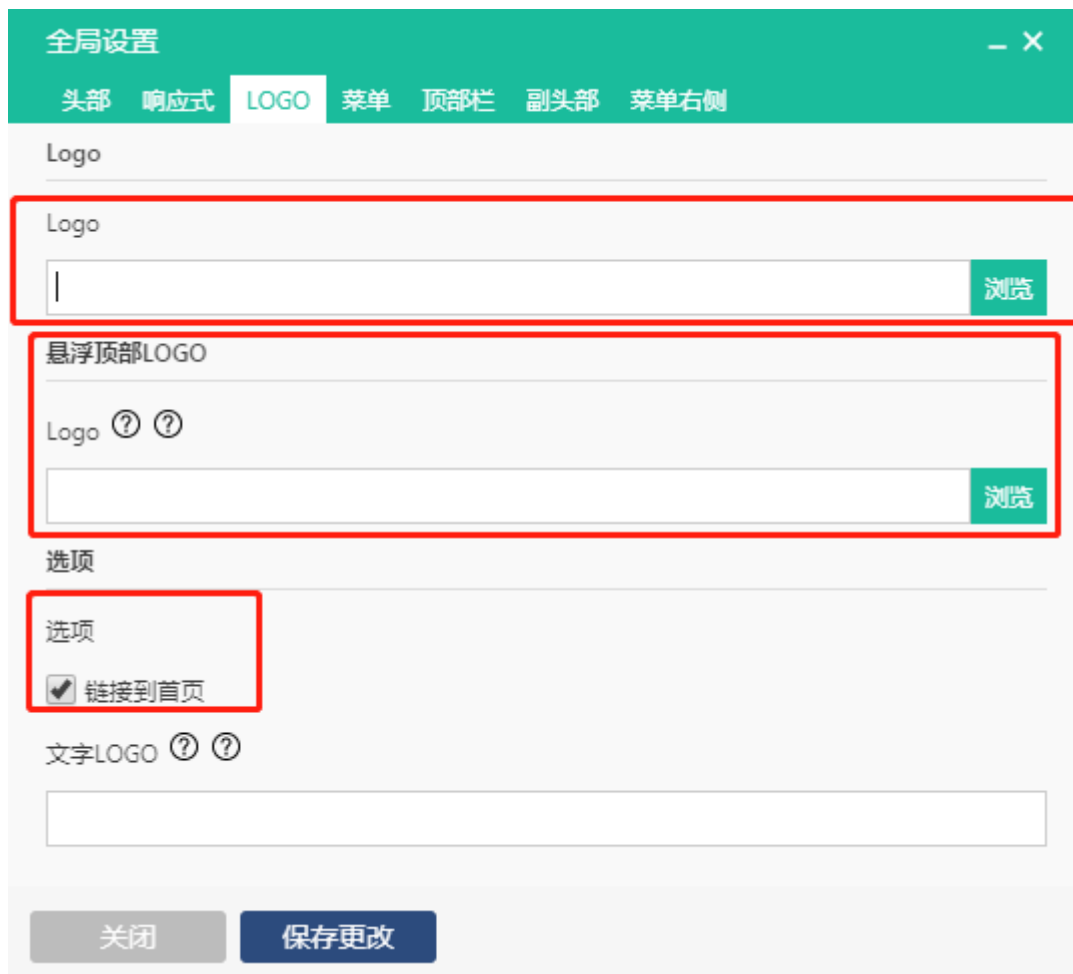 全局设置
头部 响应式 LOGO 菜单 顶部栏 副头部 菜单右侧
Logo
Logo
浏览
悬浮顶部LOGO
Logo
浏览
选项
选项
链接到首页
文字LOGO
关闭 保存更改